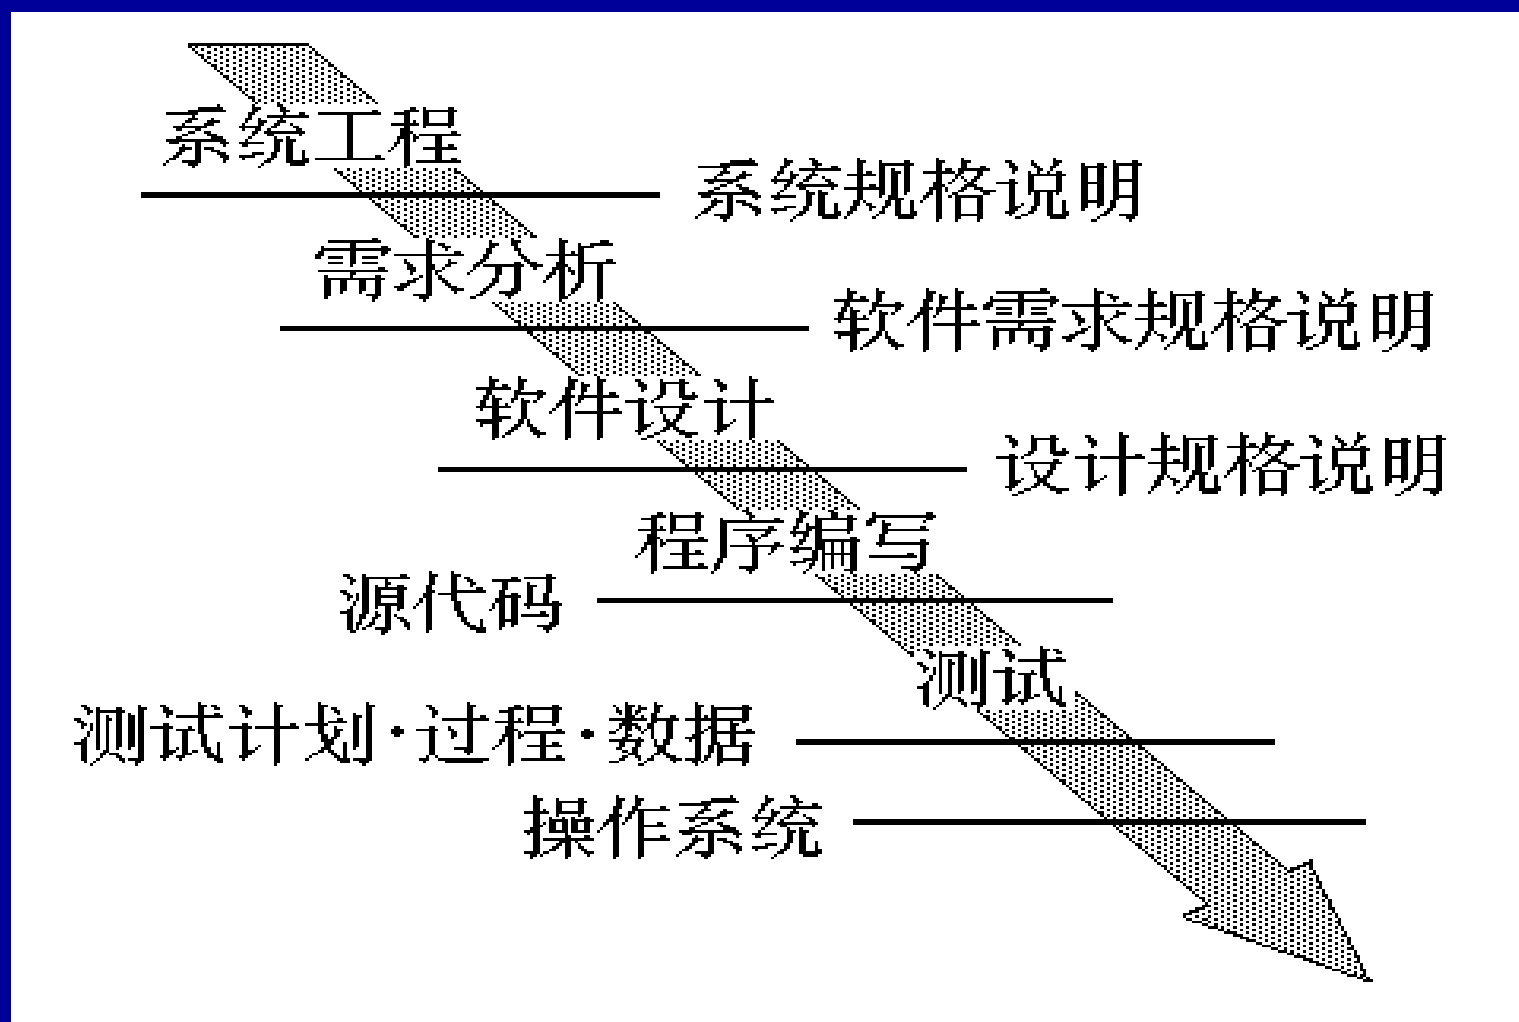 系统工程
系统规格说明
需求分析
软件需求规格说明
软件设计
设计规格说明
程序编写
源代码
测试
测试计划·过程·数据
操作系统